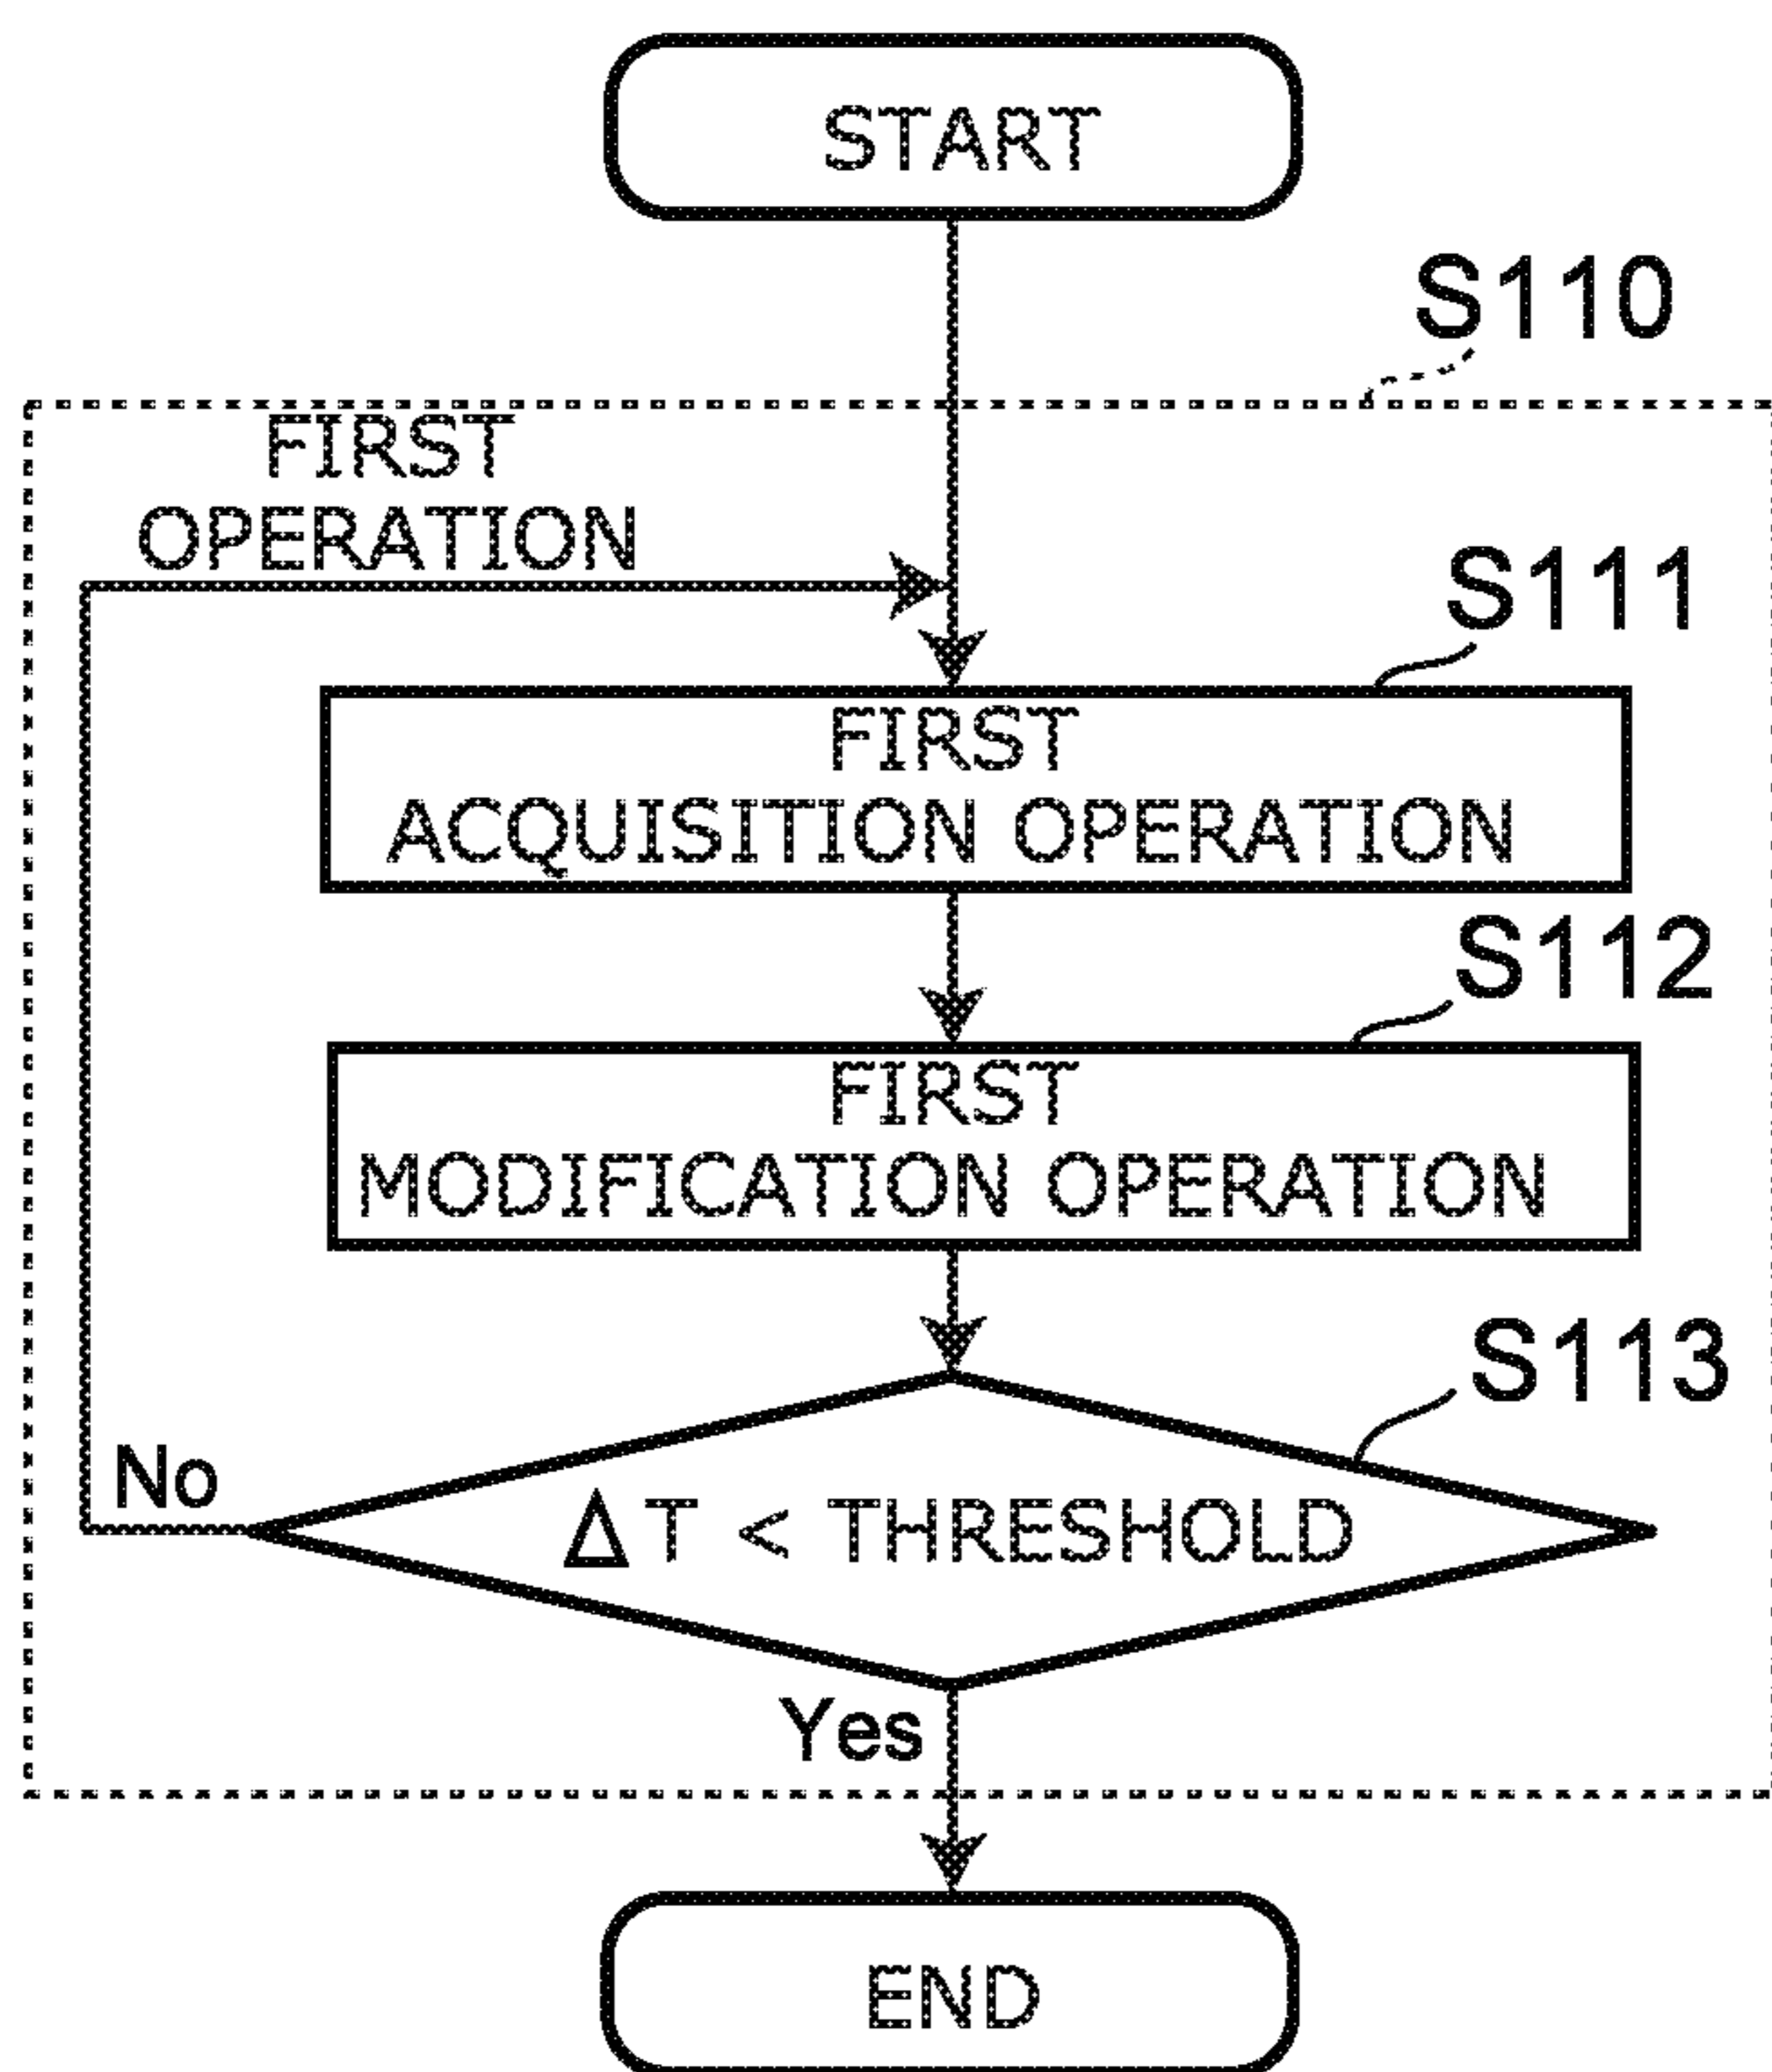 START
S110
FIRST
OPERATION
S111
FIRST
ACQUISITION OPERATION
S112
FIRST
MODIFICATION OPERATION
S113
No
ΔT < THRESHOLD
Yes
END